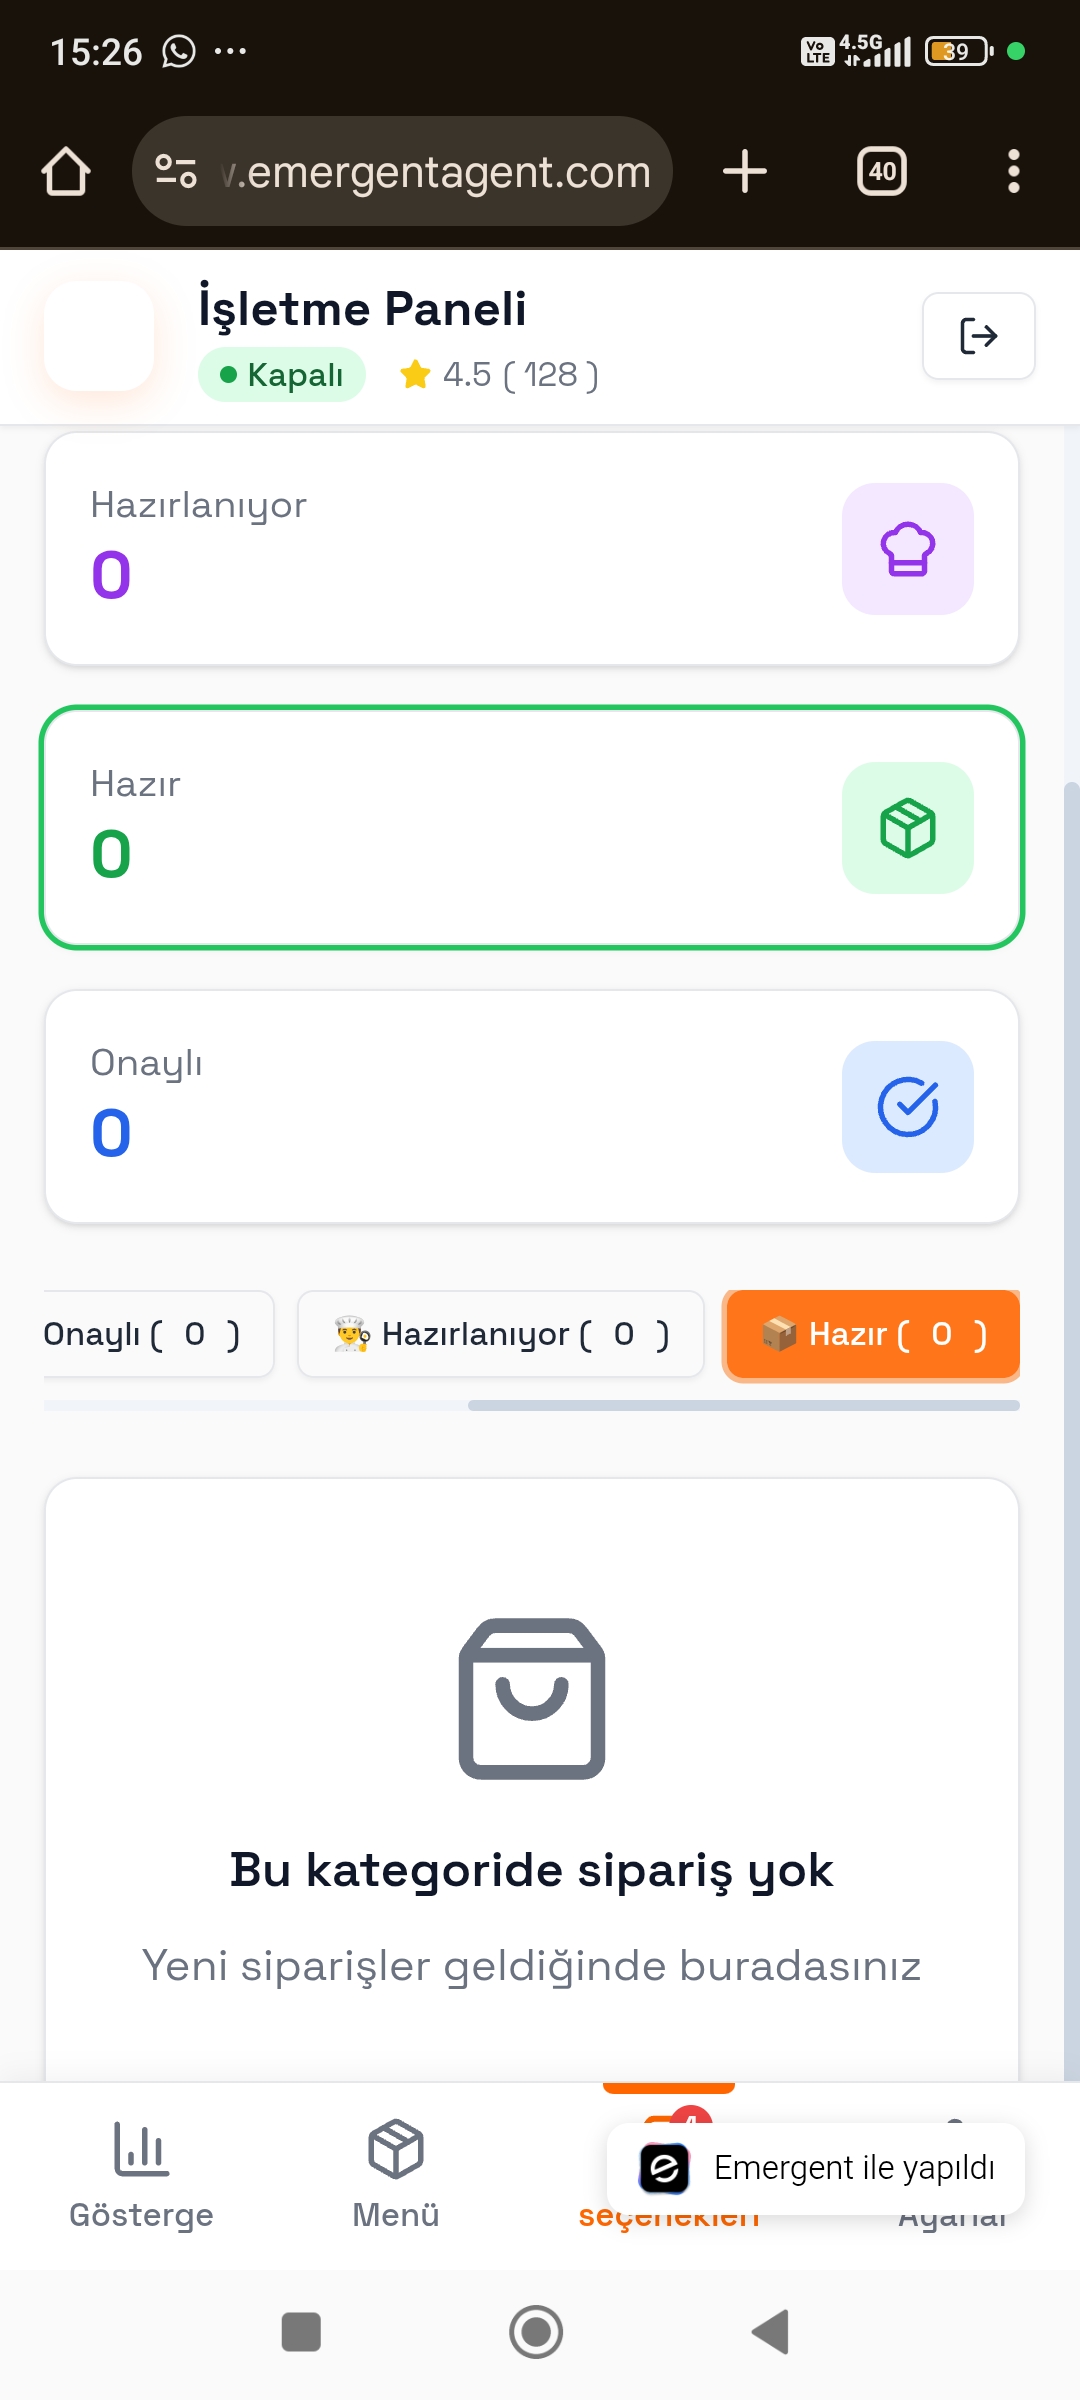 15:26
Vo LTE 4.5G 39
.emergentagent.com
40
İşletme Paneli
Kapalı 4.5 ( 128 )
Hazırlanıyor
0
Hazır
0
Onaylı
0
Onaylı ( 0 ) Hazırlanıyor ( 0 ) Hazır ( 0 )
Bu kategoride sipariş yok
Yeni siparişler geldiğinde buradasınız
Emergent ile yapıldı
Gösterge Menü seçenekleri Ayarlar